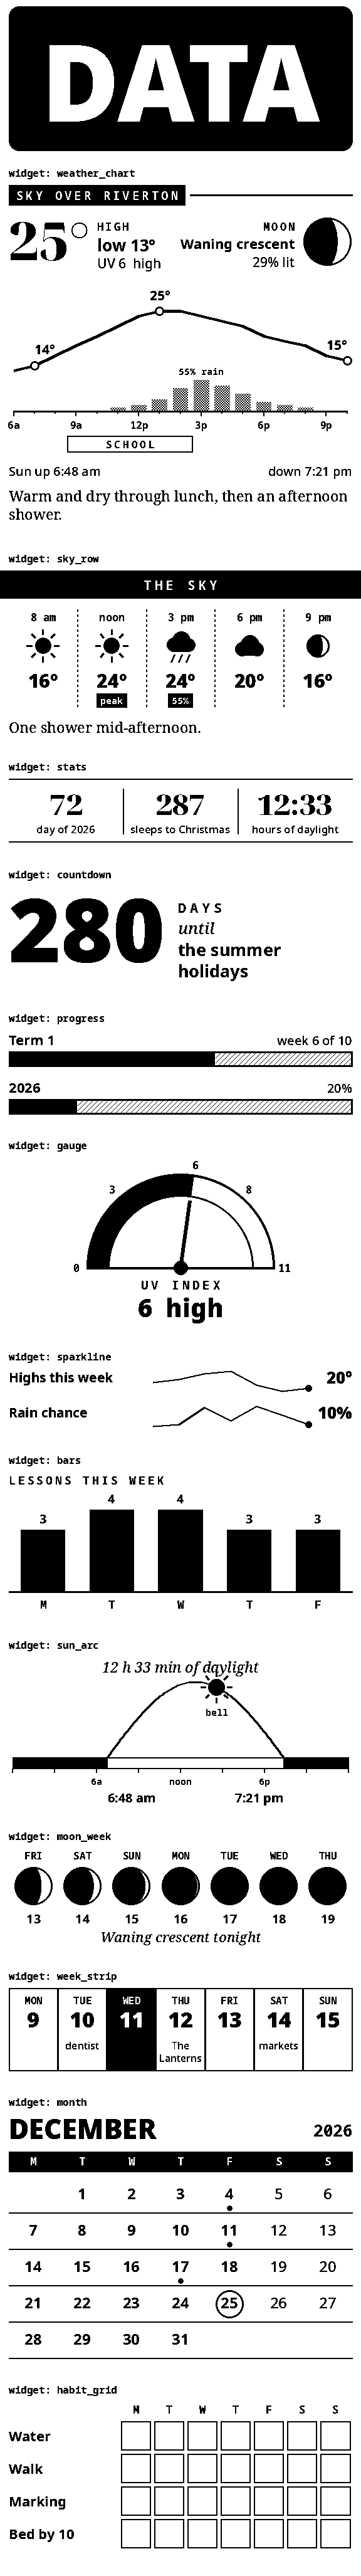 DATA
widget: weather_chart
SKY OVER RIVERTON
25° HIGH
low 13°
UV 6 high
MOON
Waning crescent
29% lit
25°
14°
15°
55% rain
6a 9a 12p 3p 6p 9p
SCHOOL
Sun up 6:48 am down 7:21 pm
Warm and dry through lunch, then an afternoon
shower.
widget: sky_row
THE SKY
8 am noon 3 pm 6 pm 9 pm
16° 24° 24° 20° 16°
peak 55%
One shower mid-afternoon.
widget: stats
72 287 12:33
day of 2026 sleeps to Christmas hours of daylight
widget: countdown
280 DAYS
until
the summer
holidays
widget: progress
Term 1 week 6 of 10
2026 20%
widget: gauge
0 3 6 8 11
UV INDEX
6 high
widget: sparkline
Highs this week 20°
Rain chance 10%
widget: bars
LESSONS THIS WEEK
3 4 4 3 3
M T W T F
widget: sun_arc
12 h 33 min of daylight
bell
6a noon 6p
6:48 am 7:21 pm
widget: moon_week
FRI SAT SUN MON TUE WED THU
13 14 15 16 17 18 19
Waning crescent tonight
widget: week_strip
MON TUE WED THU FRI SAT SUN
9 10 11 12 13 14 15
dentist The Lanterns markets
widget: month
DECEMBER 2026
M T W T F S S
1 2 3 4 5 6
7 8 9 10 11 12 13
14 15 16 17 18 19 20
21 22 23 24 25 26 27
28 29 30 31
widget: habit_grid
M T W T F S S
Water
Walk
Marking
Bed by 10